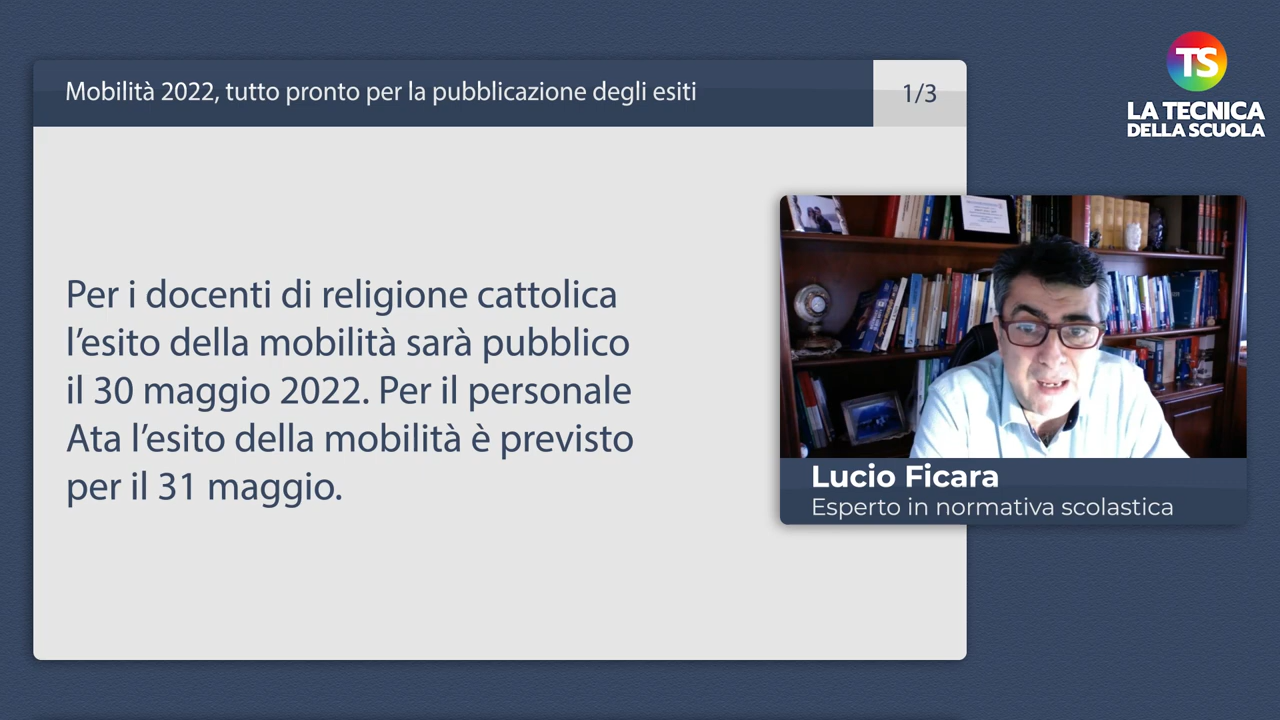 Mobilità 2022, tutto pronto per la pubblicazione degli esiti
1/3
TS
LA TECNICA
DELLA SCUOLA
Per i docenti di religione cattolica
l’esito della mobilità sarà pubblico
il 30 maggio 2022. Per il personale
Ata l’esito della mobilità è previsto
per il 31 maggio.
Lucio Ficara
Esperto in normativa scolastica